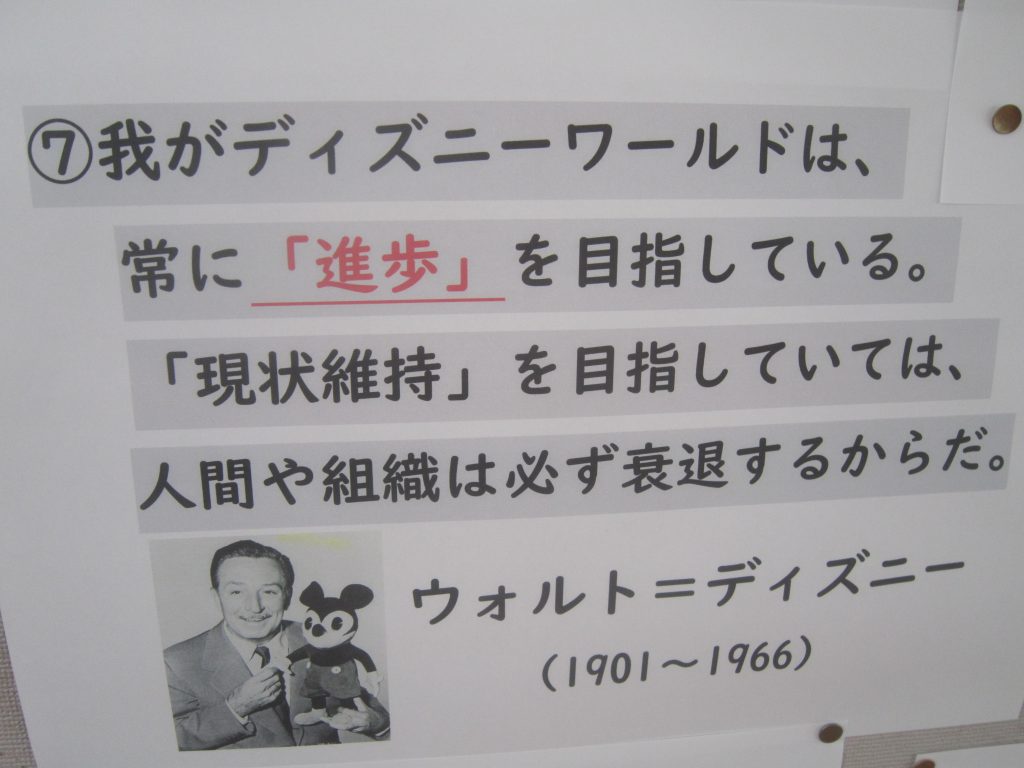 ⑦我がディズニーワールドは、
常に「進歩」を目指している。
「現状維持」を目指していては、
人間や組織は必ず衰退するからだ。
ウォルト=ディズニー
(1901～1966)